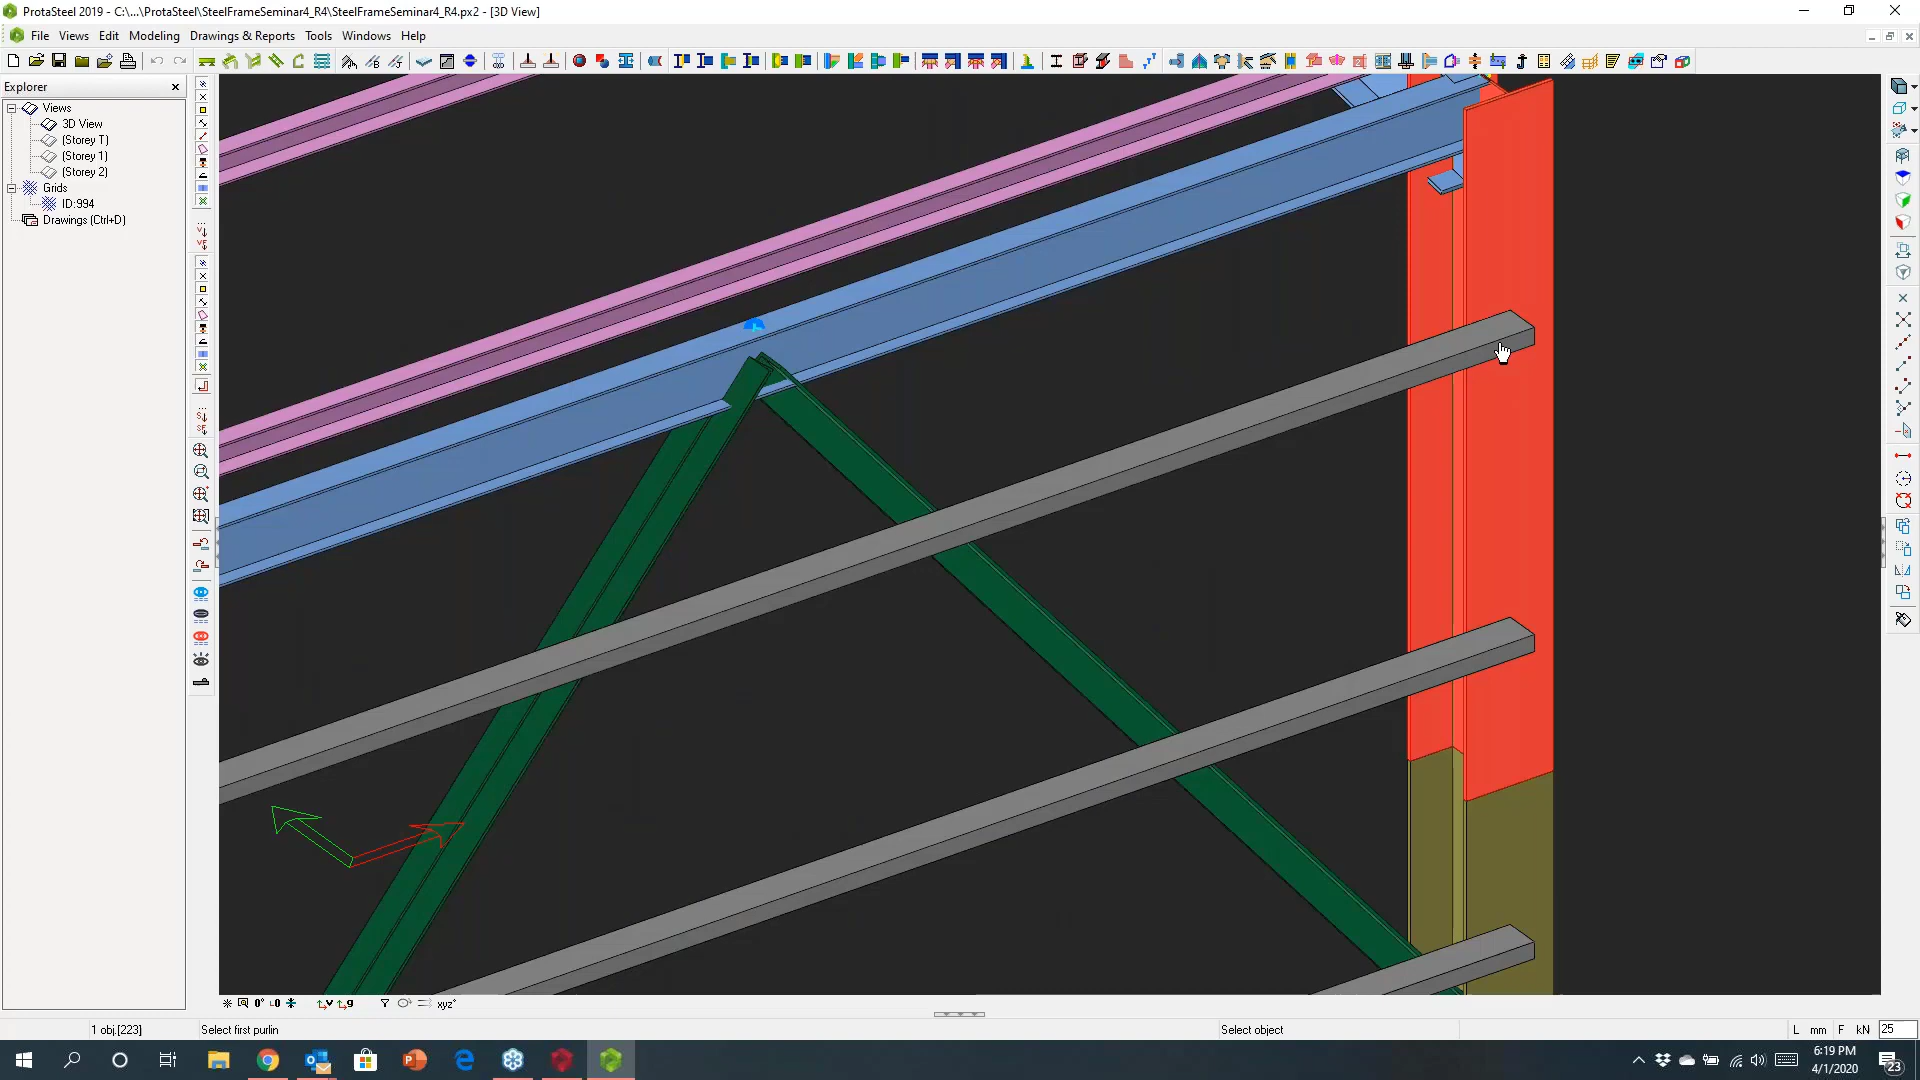 ProtaSteel 2019 - C:\...\ProtaSteel\SteelFrameSeminar4_R4\SteelFrameSeminar4_R4.px2 - [3D View]
File Views Edit Modeling Drawings & Reports Tools Windows Help
Explorer
Views
3D View
(Storey T)
(Storey 1)
(Storey 2)
Grids
ID:994
Drawings (Ctrl+D)
xyz°
1 obj.[223] Select first purlin Select object L mm F kN 25
6:19 PM
4/1/2020
23